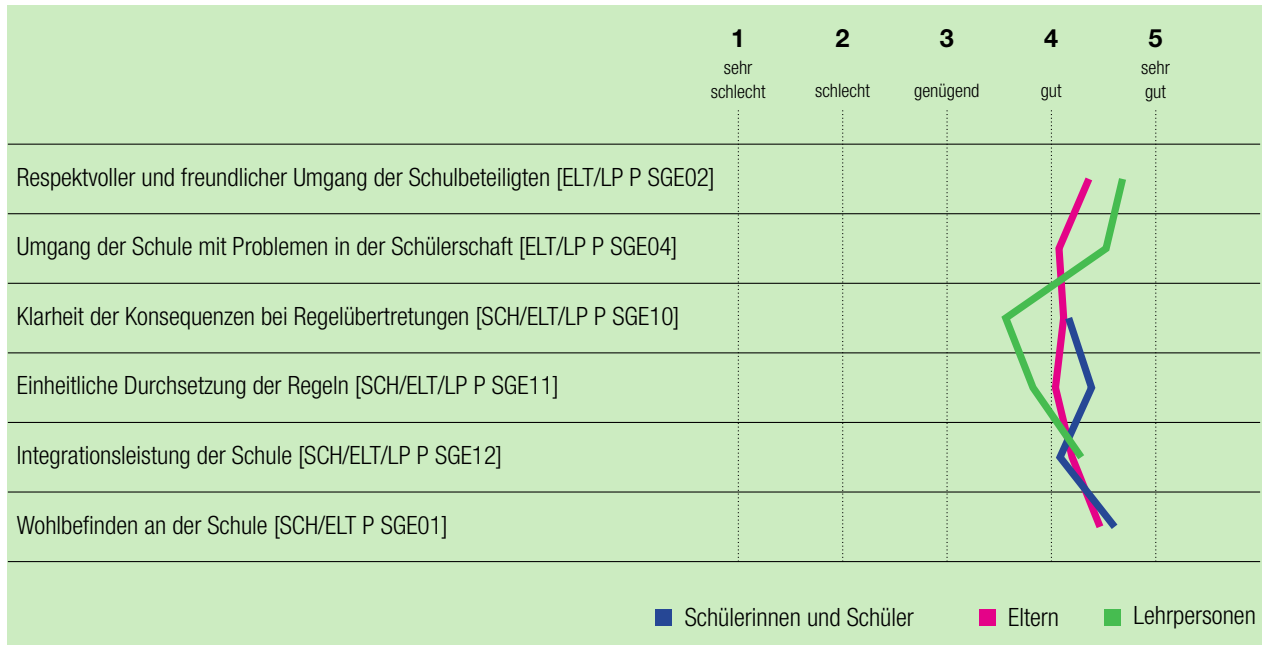 1 2 3 4 5
sehr schlecht schlecht genügend gut sehr gut
Respektvoller und freundlicher Umgang der Schulbeteiligten [ELT/LP P SGE02]
Umgang der Schule mit Problemen in der Schülerschaft [ELT/LP P SGE04]
Klarheit der Konsequenzen bei Regelübertretungen [SCH/ELT/LP P SGE10]
Einheitliche Durchsetzung der Regeln [SCH/ELT/LP P SGE11]
Integrationsleistung der Schule [SCH/ELT/LP P SGE12]
Wohlbefinden an der Schule [SCH/ELT P SGE01]
Schülerinnen und Schüler Eltern Lehrpersonen